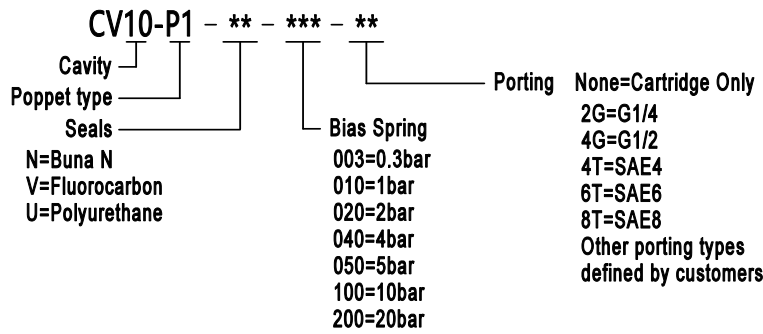 CV10-P1 - ** - *** - **
Cavity
Poppet type
Seals
N=Buna N
V=Fluorocarbon
U=Polyurethane
Bias Spring
003=0.3bar
010=1bar
020=2bar
040=4bar
050=5bar
100=10bar
200=20bar
Porting
None=Cartridge Only
2G=G1/4
4G=G1/2
4T=SAE4
6T=SAE6
8T=SAE8
Other porting types
defined by customers